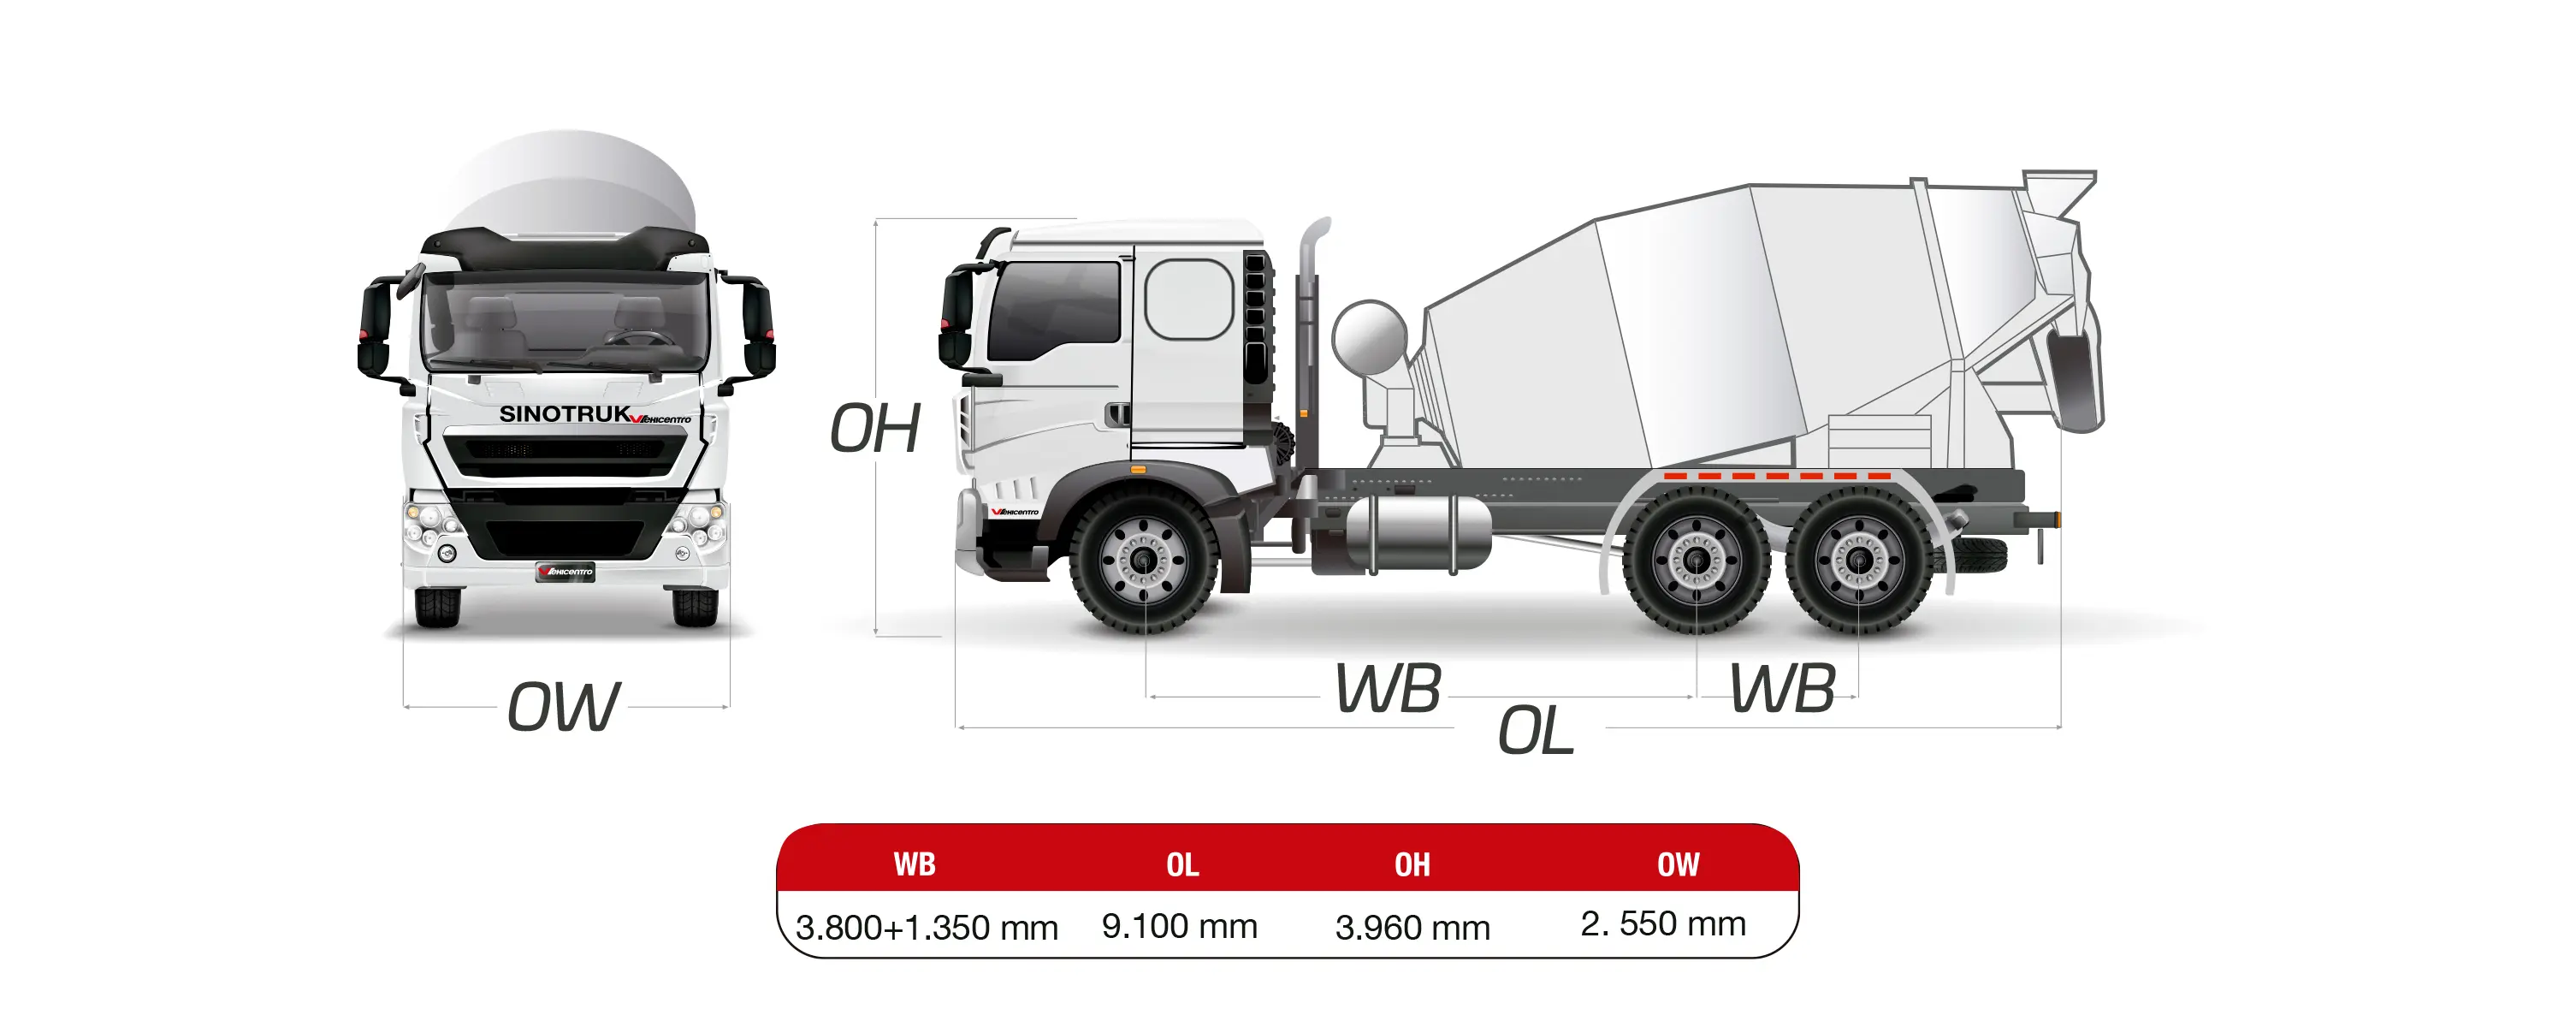 SINOTRUK Vehicentro
Vehicentro
OW
OH
Vehicentro
WB WB
OL
WB OL OH OW
3.800+1.350 mm 9.100 mm 3.960 mm 2. 550 mm